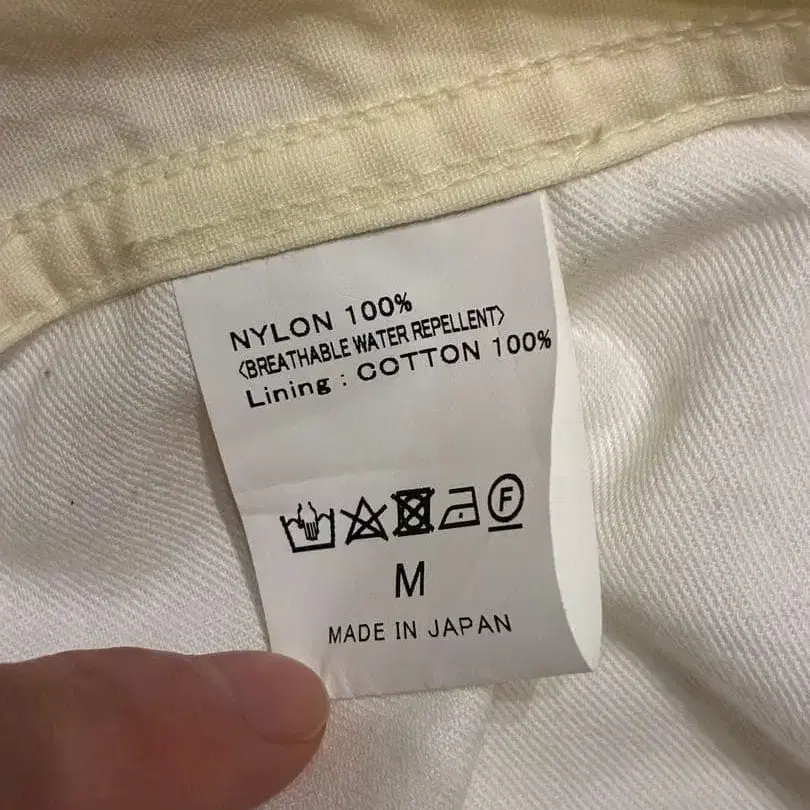 NYLON 100%
〈BREATHABLE WATER REPELLENT〉
Lining : COTTON 100%
F
M
MADE IN JAPAN